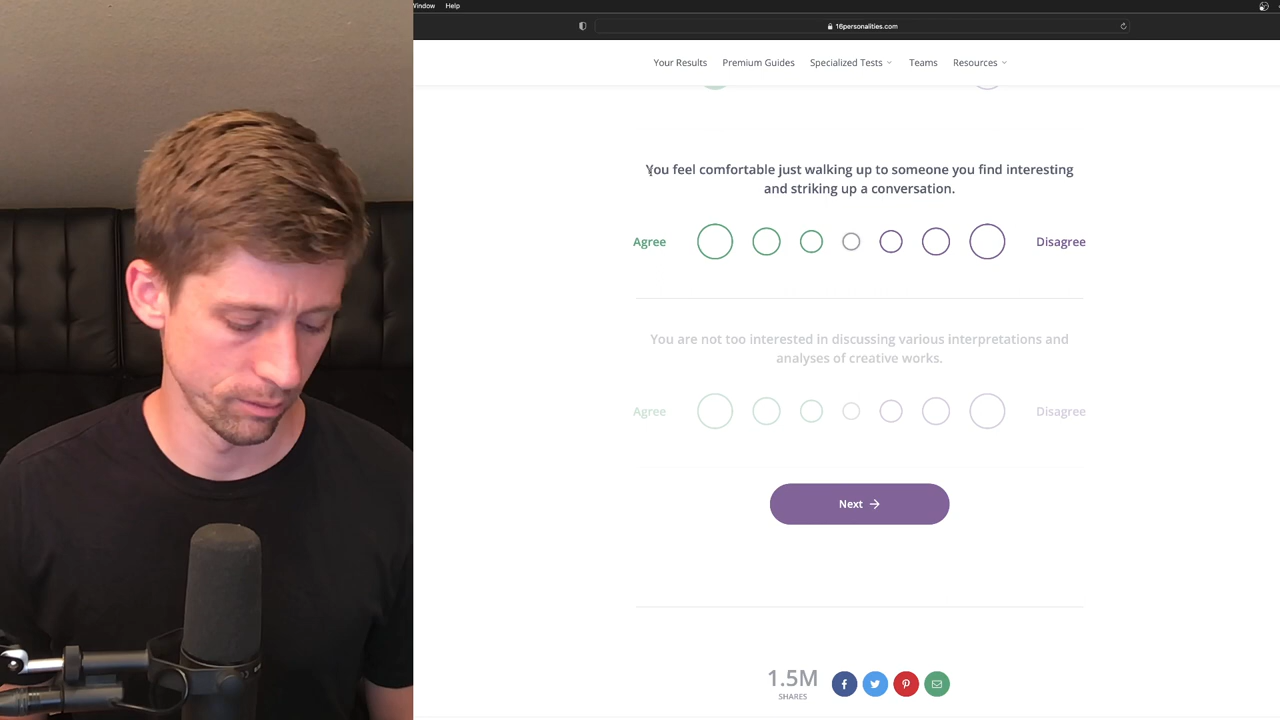 Window Help
16personalities.com
Your Results Premium Guides Specialized Tests Teams Resources
You feel comfortable just walking up to someone you find interesting
and striking up a conversation.
Agree Disagree
You are not too interested in discussing various interpretations and
analyses of creative works.
Agree Disagree
Next →
1.5M
SHARES